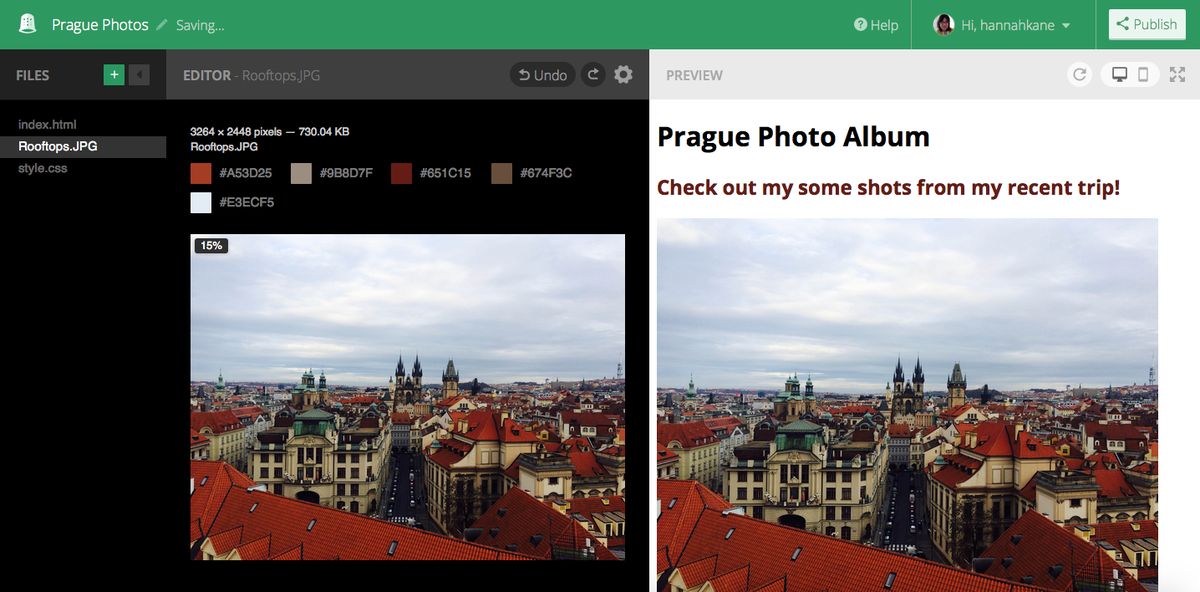 Prague Photos Saving... Help Hi, hannahkane Publish
FILES + EDITOR - Rooftops.JPG Undo PREVIEW
index.html
Rooftops.JPG
style.css
3264 × 2448 pixels — 730.04 KB
Rooftops.JPG
#A53D25 #9B8D7F #651C15 #674F3C
#E3ECF5
15%
Prague Photo Album
Check out my some shots from my recent trip!